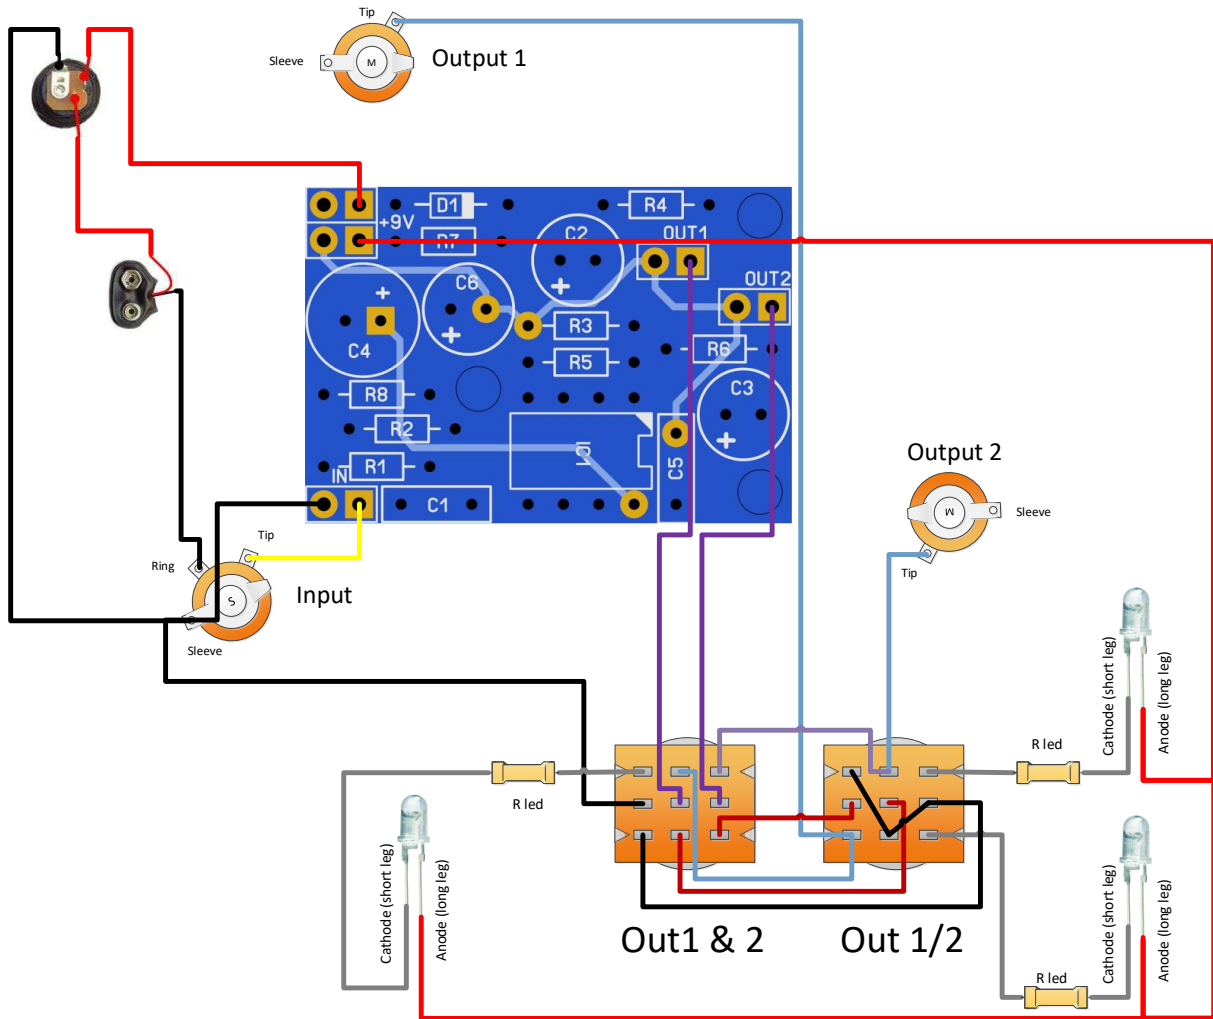 Tip
Sleeve
M
Output 1
D1
R4
+9V
R7
C2
OUT1
C6
OUT2
+
+
+
R3
C4
R6
R5
C3
R8
+
R2
IC1
C5
R1
IN
C1
Output 2
M
Sleeve
Tip
Tip
Ring
S
Input
Sleeve
Cathode (short leg)
Anode (long leg)
R led
R led
Cathode (short leg)
Anode (long leg)
Cathode (short leg)
Anode (long leg)
Out1 & 2
Out 1/2
R led